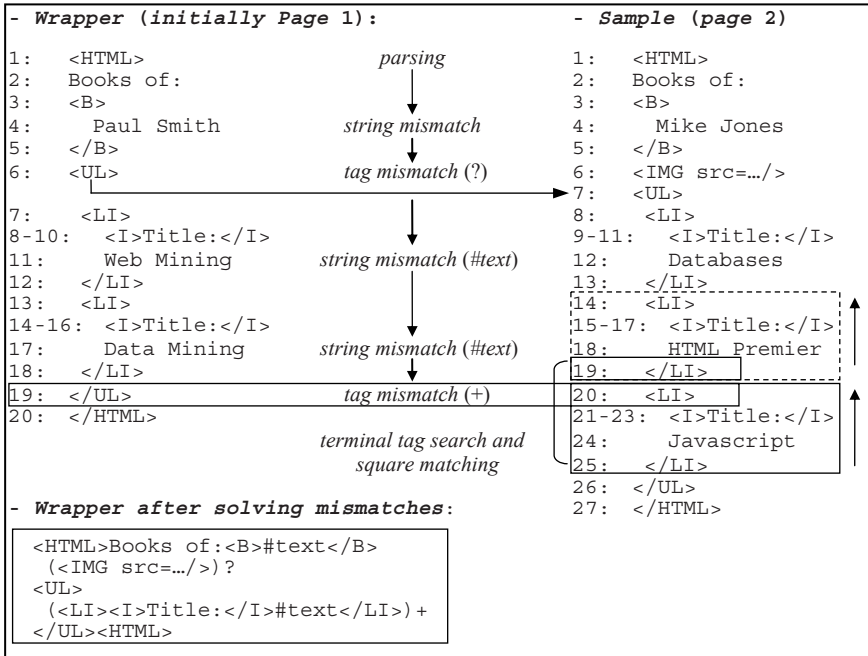 - Wrapper (initially Page 1):
1: <HTML>
2: Books of:
3: <B>
4: Paul Smith
5: </B>
6: <UL>
7: <LI>
8-10: <I>Title:</I>
11: Web Mining
12: </LI>
13: <LI>
14-16: <I>Title:</I>
17: Data Mining
18: </LI>
19: </UL>
20: </HTML>
parsing
string mismatch
tag mismatch (?)
string mismatch (#text)
string mismatch (#text)
tag mismatch (+)
terminal tag search and
square matching
- Sample (page 2)
1: <HTML>
2: Books of:
3: <B>
4: Mike Jones
5: </B>
6: <IMG src=…/>
7: <UL>
8: <LI>
9-11: <I>Title:</I>
12: Databases
13: </LI>
14: <LI>
15-17: <I>Title:</I>
18: HTML Premier
19: </LI>
20: <LI>
21-23: <I>Title:</I>
24: Javascript
25: </LI>
26: </UL>
27: </HTML>
- Wrapper after solving mismatches:
<HTML>Books of:<B>#text</B>
(<IMG src=…/>)?
<UL>
(<LI><I>Title:</I>#text</LI>)+
</UL><HTML>